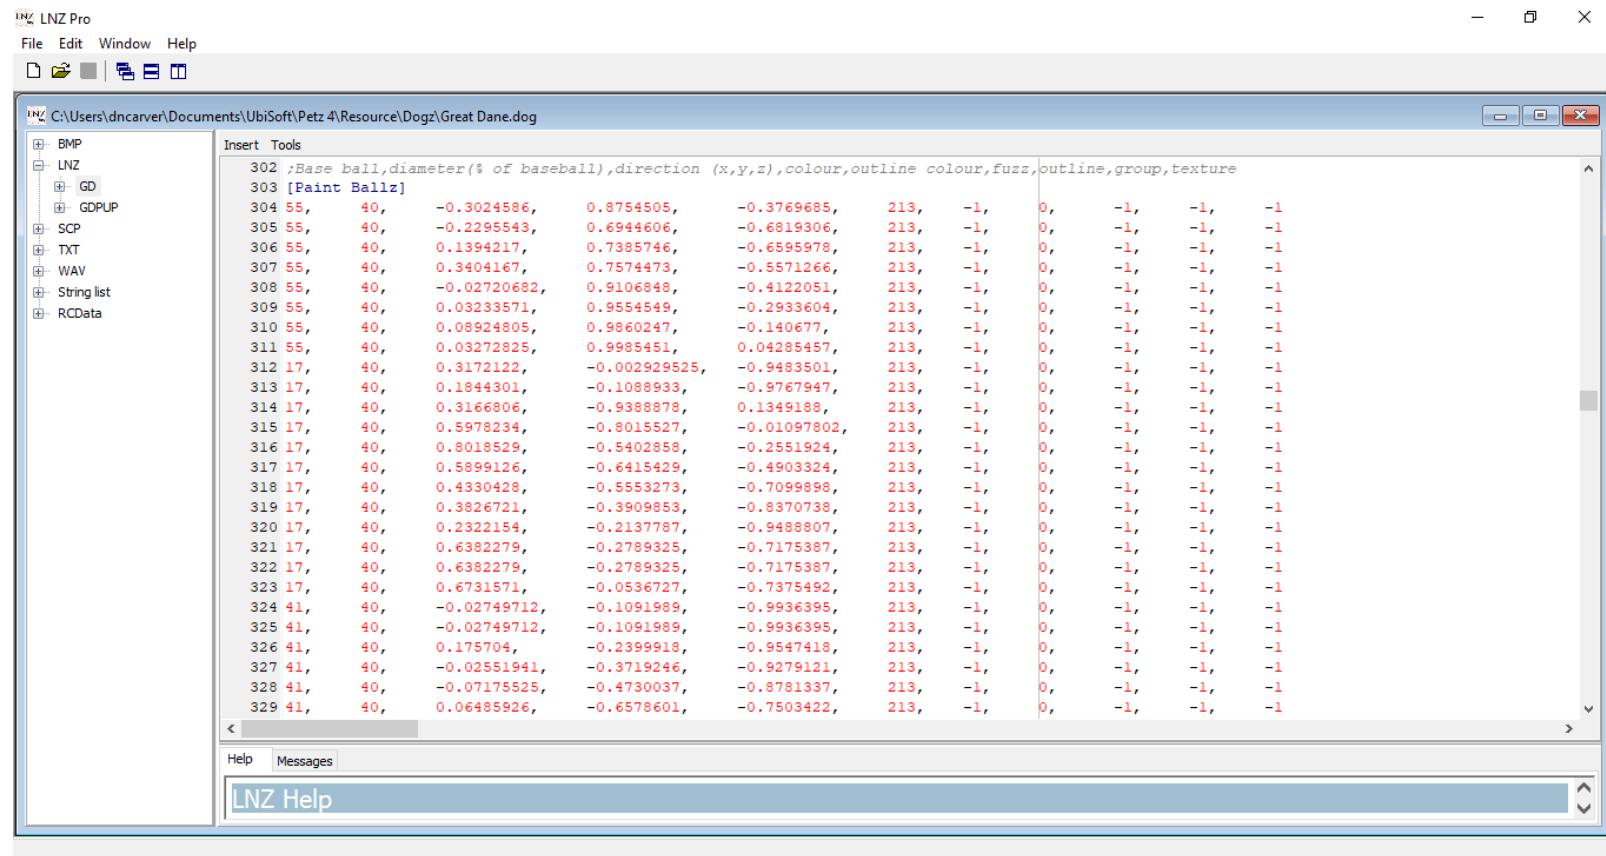 LNZ LNZ Pro
File Edit Window Help
LNZ C:\Users\dncarver\Documents\UbiSoft\Petz 4\Resource\Dogz\Great Dane.dog
BMP
LNZ
GD
GDPUP
SCP
TXT
WAV
String list
RCData
Insert Tools
302 ;Base ball,diameter(% of baseball),direction (x,y,z),colour,outline colour,fuzz,outline,group,texture
303 [Paint Ballz]
304 55, 40, -0.3024586, 0.8754505, -0.3769685, 213, -1, 0, -1, -1, -1
305 55, 40, -0.2295543, 0.6944606, -0.6819306, 213, -1, 0, -1, -1, -1
306 55, 40, 0.1394217, 0.7385746, -0.6595978, 213, -1, 0, -1, -1, -1
307 55, 40, 0.3404167, 0.7574473, -0.5571266, 213, -1, 0, -1, -1, -1
308 55, 40, -0.02720682, 0.9106848, -0.4122051, 213, -1, 0, -1, -1, -1
309 55, 40, 0.03233571, 0.9554549, -0.2933604, 213, -1, 0, -1, -1, -1
310 55, 40, 0.08924805, 0.9860247, -0.140677, 213, -1, 0, -1, -1, -1
311 55, 40, 0.03272825, 0.9985451, 0.04285457, 213, -1, 0, -1, -1, -1
312 17, 40, 0.3172122, -0.002929525, -0.9483501, 213, -1, 0, -1, -1, -1
313 17, 40, 0.1844301, -0.1088933, -0.9767947, 213, -1, 0, -1, -1, -1
314 17, 40, 0.3166806, -0.9388878, 0.1349188, 213, -1, 0, -1, -1, -1
315 17, 40, 0.5978234, -0.8015527, -0.01097802, 213, -1, 0, -1, -1, -1
316 17, 40, 0.8018529, -0.5402858, -0.2551924, 213, -1, 0, -1, -1, -1
317 17, 40, 0.5899126, -0.6415429, -0.4903324, 213, -1, 0, -1, -1, -1
318 17, 40, 0.4330428, -0.5553273, -0.7099898, 213, -1, 0, -1, -1, -1
319 17, 40, 0.3826721, -0.3909853, -0.8370738, 213, -1, 0, -1, -1, -1
320 17, 40, 0.2322154, -0.2137787, -0.9488807, 213, -1, 0, -1, -1, -1
321 17, 40, 0.6382279, -0.2789325, -0.7175387, 213, -1, 0, -1, -1, -1
322 17, 40, 0.6382279, -0.2789325, -0.7175387, 213, -1, 0, -1, -1, -1
323 17, 40, 0.6731571, -0.0536727, -0.7375492, 213, -1, 0, -1, -1, -1
324 41, 40, -0.02749712, -0.1091989, -0.9936395, 213, -1, 0, -1, -1, -1
325 41, 40, -0.02749712, -0.1091989, -0.9936395, 213, -1, 0, -1, -1, -1
326 41, 40, 0.175704, -0.2399918, -0.9547418, 213, -1, 0, -1, -1, -1
327 41, 40, -0.02551941, -0.3719246, -0.9279121, 213, -1, 0, -1, -1, -1
328 41, 40, -0.07175525, -0.4730037, -0.8781337, 213, -1, 0, -1, -1, -1
329 41, 40, 0.06485926, -0.6578601, -0.7503422, 213, -1, 0, -1, -1, -1
Help Messages
LNZ Help